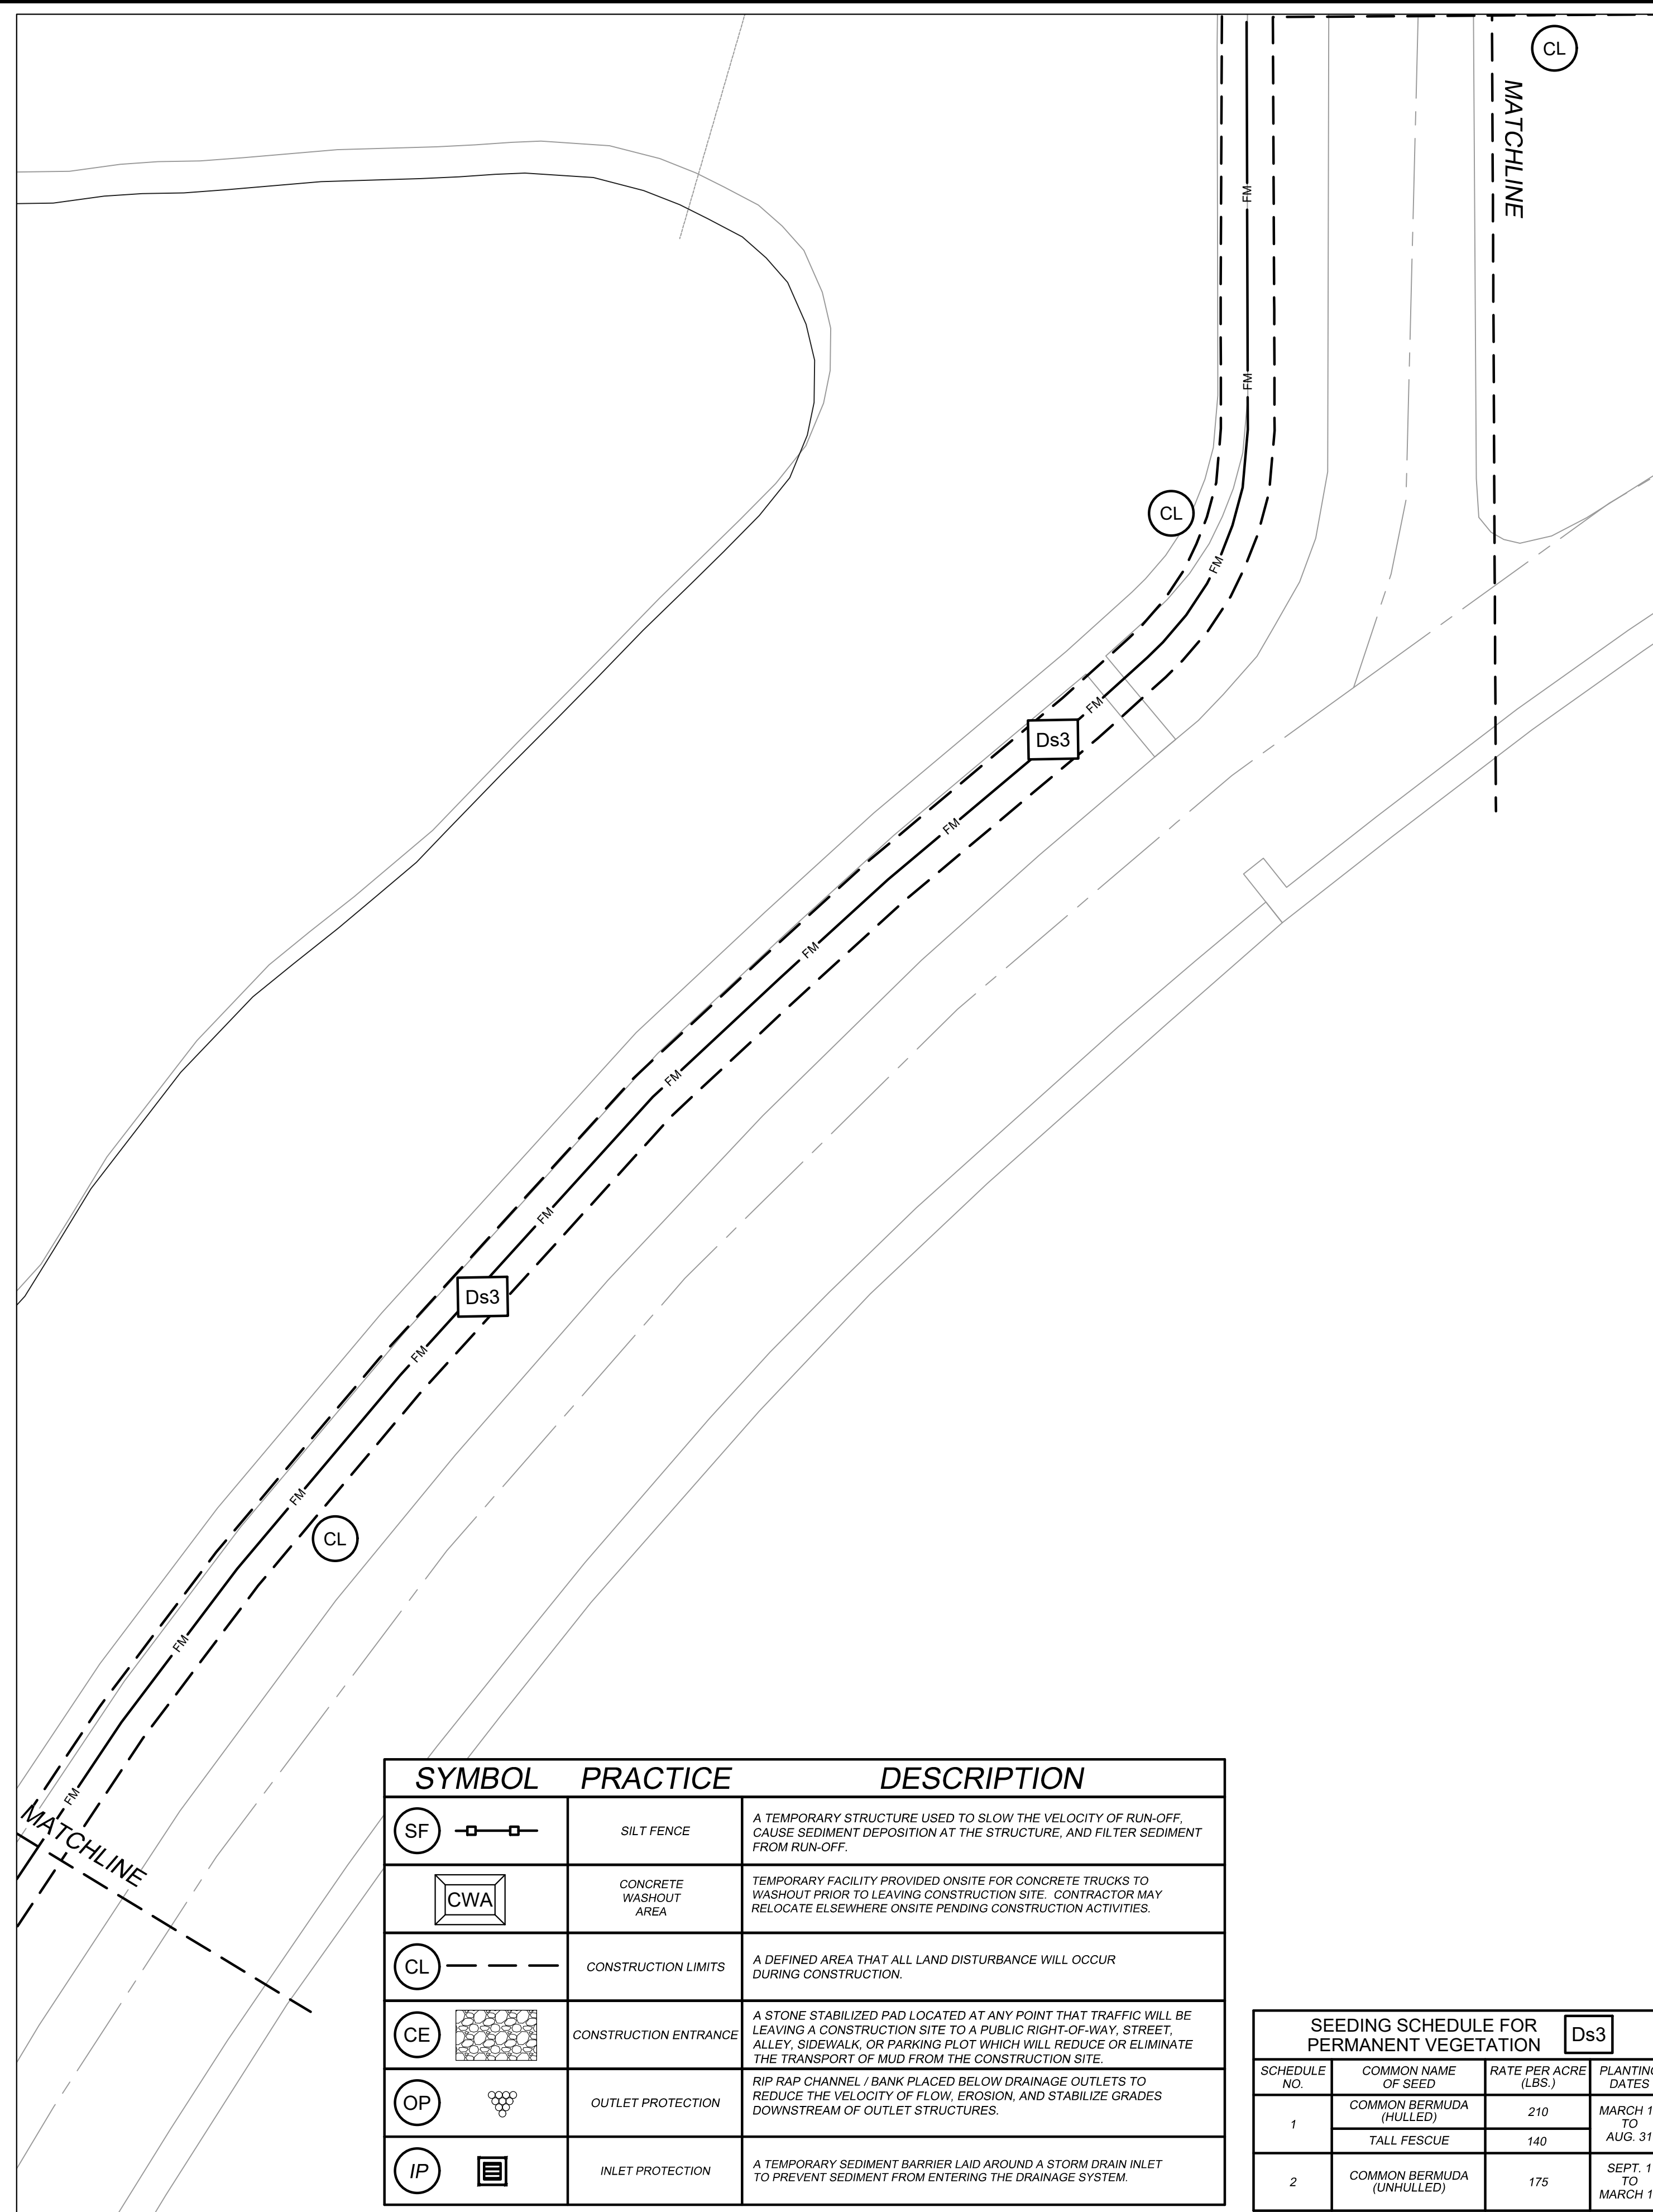 CL
MATCHLINE
FM
FM
CL
FM
FM
Ds3
FM
FM
FM
FM
Ds3
FM
FM
CL
FM
FM
MATCHLINE
SYMBOL PRACTICE DESCRIPTION
SF
SILT FENCE
A TEMPORARY STRUCTURE USED TO SLOW THE VELOCITY OF RUN-OFF,
CAUSE SEDIMENT DEPOSITION AT THE STRUCTURE, AND FILTER SEDIMENT
FROM RUN-OFF.
CWA
CONCRETE
WASHOUT
AREA
TEMPORARY FACILITY PROVIDED ONSITE FOR CONCRETE TRUCKS TO
WASHOUT PRIOR TO LEAVING CONSTRUCTION SITE. CONTRACTOR MAY
RELOCATE ELSEWHERE ONSITE PENDING CONSTRUCTION ACTIVITIES.
CL
CONSTRUCTION LIMITS
A DEFINED AREA THAT ALL LAND DISTURBANCE WILL OCCUR
DURING CONSTRUCTION.
CE
CONSTRUCTION ENTRANCE
A STONE STABILIZED PAD LOCATED AT ANY POINT THAT TRAFFIC WILL BE
LEAVING A CONSTRUCTION SITE TO A PUBLIC RIGHT-OF-WAY, STREET,
ALLEY, SIDEWALK, OR PARKING PLOT WHICH WILL REDUCE OR ELIMINATE
THE TRANSPORT OF MUD FROM THE CONSTRUCTION SITE.
OP
OUTLET PROTECTION
RIP RAP CHANNEL / BANK PLACED BELOW DRAINAGE OUTLETS TO
REDUCE THE VELOCITY OF FLOW, EROSION, AND STABILIZE GRADES
DOWNSTREAM OF OUTLET STRUCTURES.
IP
INLET PROTECTION
A TEMPORARY SEDIMENT BARRIER LAID AROUND A STORM DRAIN INLET
TO PREVENT SEDIMENT FROM ENTERING THE DRAINAGE SYSTEM.
SEEDING SCHEDULE FOR
PERMANENT VEGETATION
Ds3
SCHEDULE
NO.
COMMON NAME
OF SEED
RATE PER ACRE
(LBS.)
DATES
1
COMMON BERMUDA
(HULLED)
210
TALL FESCUE
140
MARCH 1
TO
AUG. 31
2
COMMON BERMUDA
(UNHULLED)
175
SEPT. 1
TO
MARCH 1